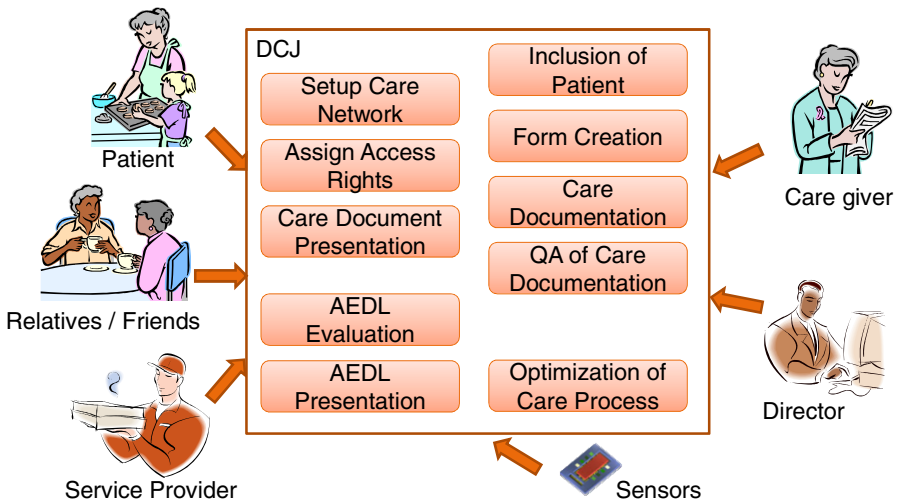 DCJ
Setup Care
Network
Assign Access
Rights
Care Document
Presentation
AEDL
Evaluation
AEDL
Presentation
Inclusion of
Patient
Form Creation
Care
Documentation
QA of Care
Documentation
Optimization of
Care Process
Patient
Relatives / Friends
Service Provider
Care giver
Director
Sensors